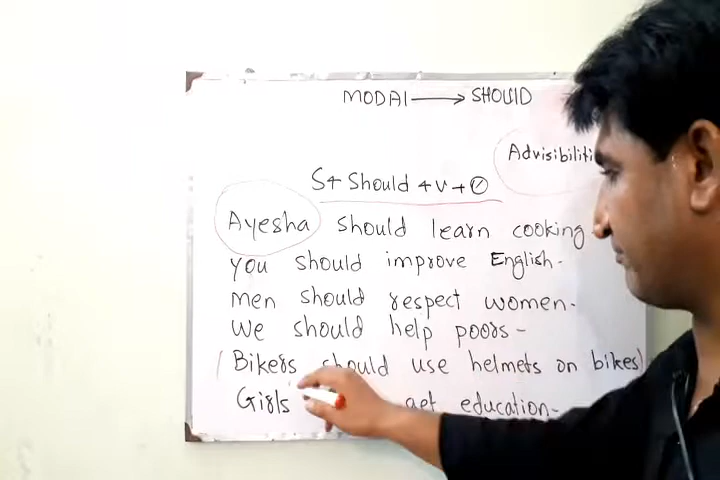 MODAl → SHOUlD
Advisibiliti
S+ Should + V + O
Ayesha should learn cooking
you should improve English-
men should respect women-
We should help poors-
(Bikers should use helmets on bikes)
Girls get education-